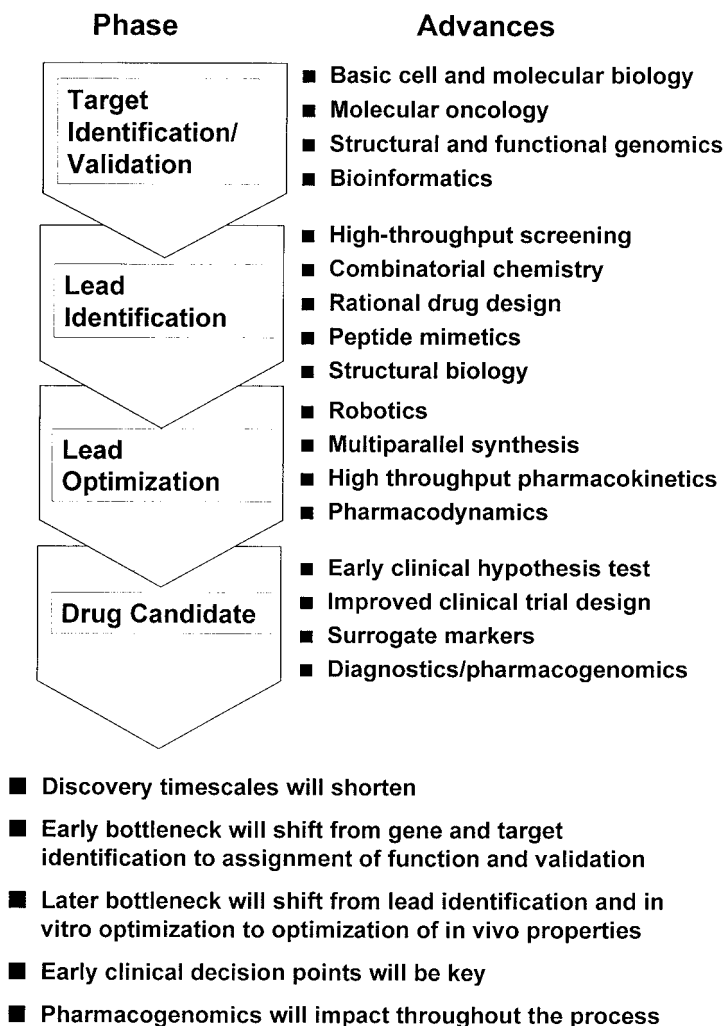 Phase
Advances
Target
Identification/
Validation
■ Basic cell and molecular biology
■ Molecular oncology
■ Structural and functional genomics
■ Bioinformatics
Lead
Identification
■ High-throughput screening
■ Combinatorial chemistry
■ Rational drug design
■ Peptide mimetics
■ Structural biology
Lead
Optimization
■ Robotics
■ Multiparallel synthesis
■ High throughput pharmacokinetics
■ Pharmacodynamics
Drug Candidate
■ Early clinical hypothesis test
■ Improved clinical trial design
■ Surrogate markers
■ Diagnostics/pharmacogenomics
■ Discovery timescales will shorten
■ Early bottleneck will shift from gene and target
identification to assignment of function and validation
■ Later bottleneck will shift from lead identification and in
vitro optimization to optimization of in vivo properties
■ Early clinical decision points will be key
■ Pharmacogenomics will impact throughout the process